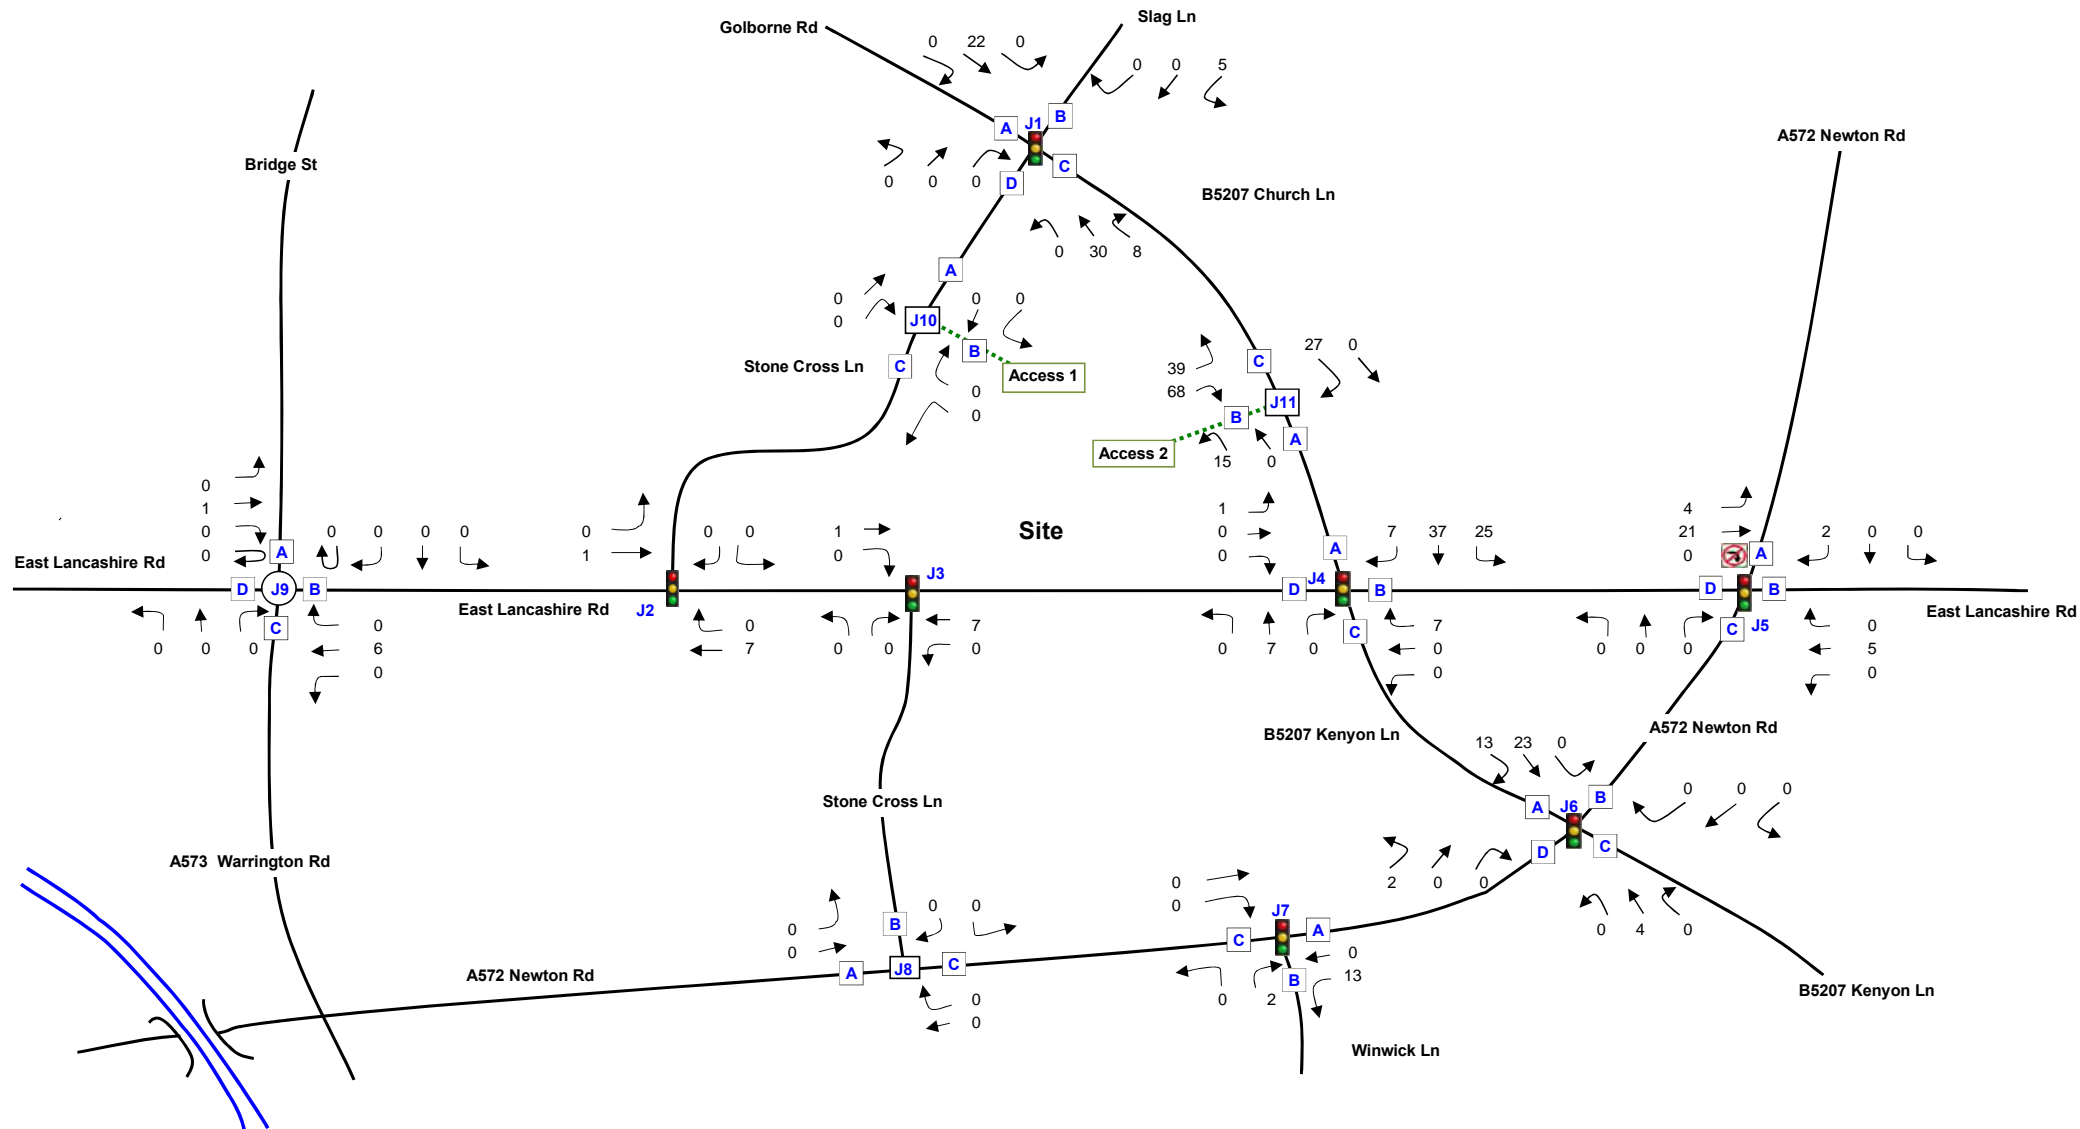 Slag Ln
Golborne Rd
0 22 0
0 0 5
A J1 B
C
D
0 0 0
B5207 Church Ln
A572 Newton Rd
Bridge St
0 30 8
A
0
0
J10
0 0
B
C
Stone Cross Ln
Access 1
0
0
27 0
C
39
68
J11
B
A
Access 2
15 0
0
1
0
0
A
0 0 0 0
0
1
0 0
1
0
Site
1
0
0
A
7 37 25
4
21
0
A
2 0 0
East Lancashire Rd
D J9 B
East Lancashire Rd
J2
J3
D J4 B
D B
East Lancashire Rd
C
0 0 0
0
6
0
0
7
0 0
7
0
0 7 0
C
7
0
0
0 0 0
C J5
0
5
0
B5207 Kenyon Ln
A572 Newton Rd
13 23 0
Stone Cross Ln
A J6 B
0 0 0
D C
2 0 0
0 4 0
A573 Warrington Rd
0
0
J7
C A
0
13
B
0 2
Winwick Ln
B
0 0
0
0
A J8 C
0
0
A572 Newton Rd
B5207 Kenyon Ln